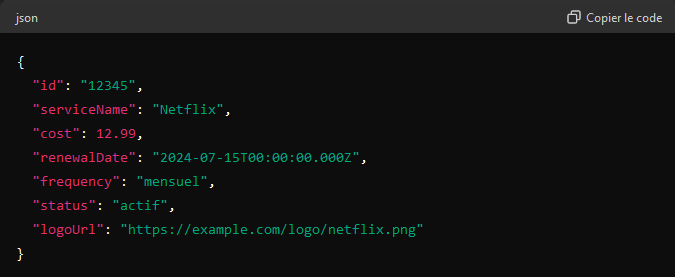 json Copier le code
{
"id": "12345",
"serviceName": "Netflix",
"cost": 12.99,
"renewalDate": "2024-07-15T00:00:00.000Z",
"frequency": "mensuel",
"status": "actif",
"logoUrl": "https://example.com/logo/netflix.png"
}